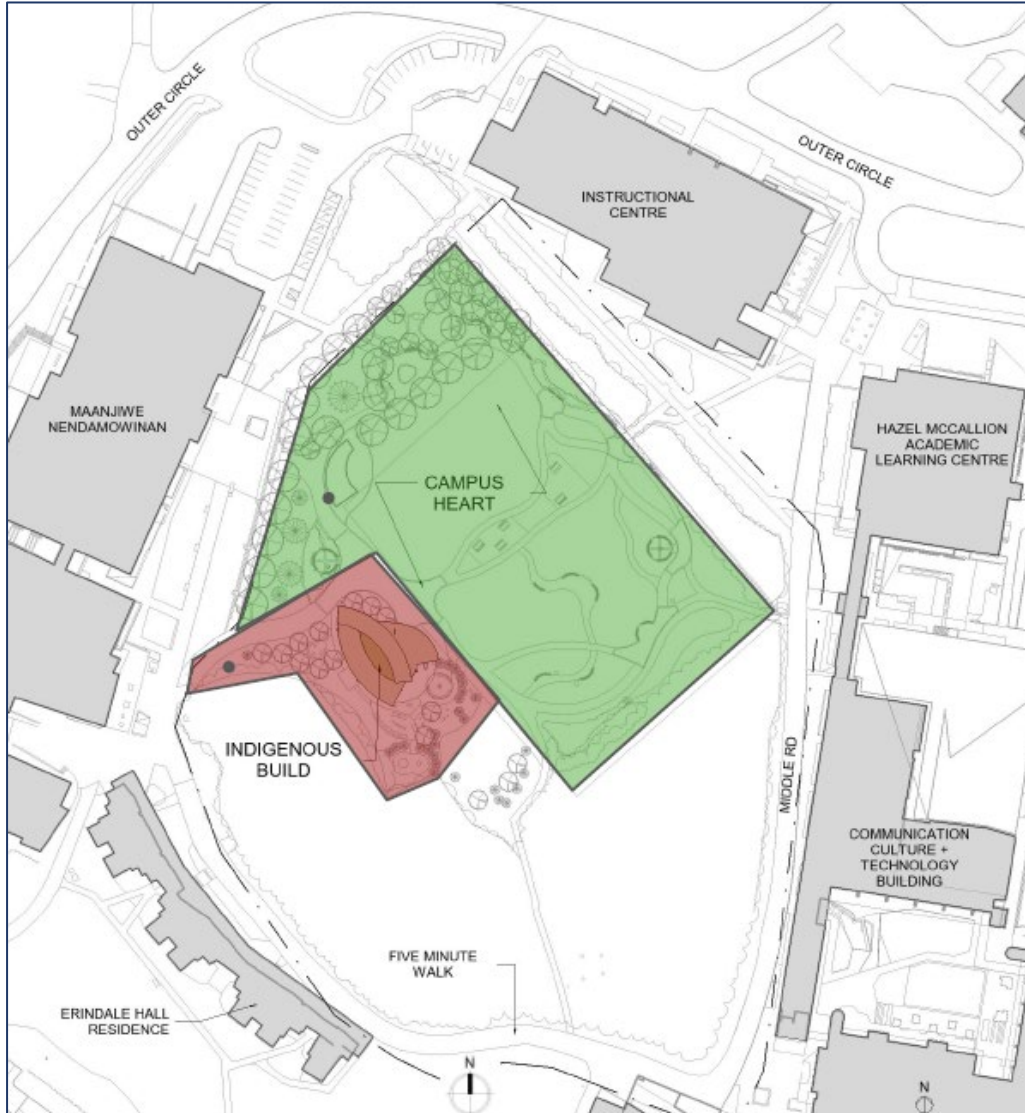 OUTER CIRCLE
OUTER CIRCLE
INSTRUCTIONAL
CENTRE
MAANJIWE
NENDAMOWINAN
HAZEL MCCALLION
ACADEMIC
LEARNING CENTRE
CAMPUS
HEART
INDIGENOUS
BUILD
MIDDLE RD
COMMUNICATION
CULTURE +
TECHNOLOGY
BUILDING
FIVE MINUTE
WALK
ERINDALE HALL
RESIDENCE
N
N